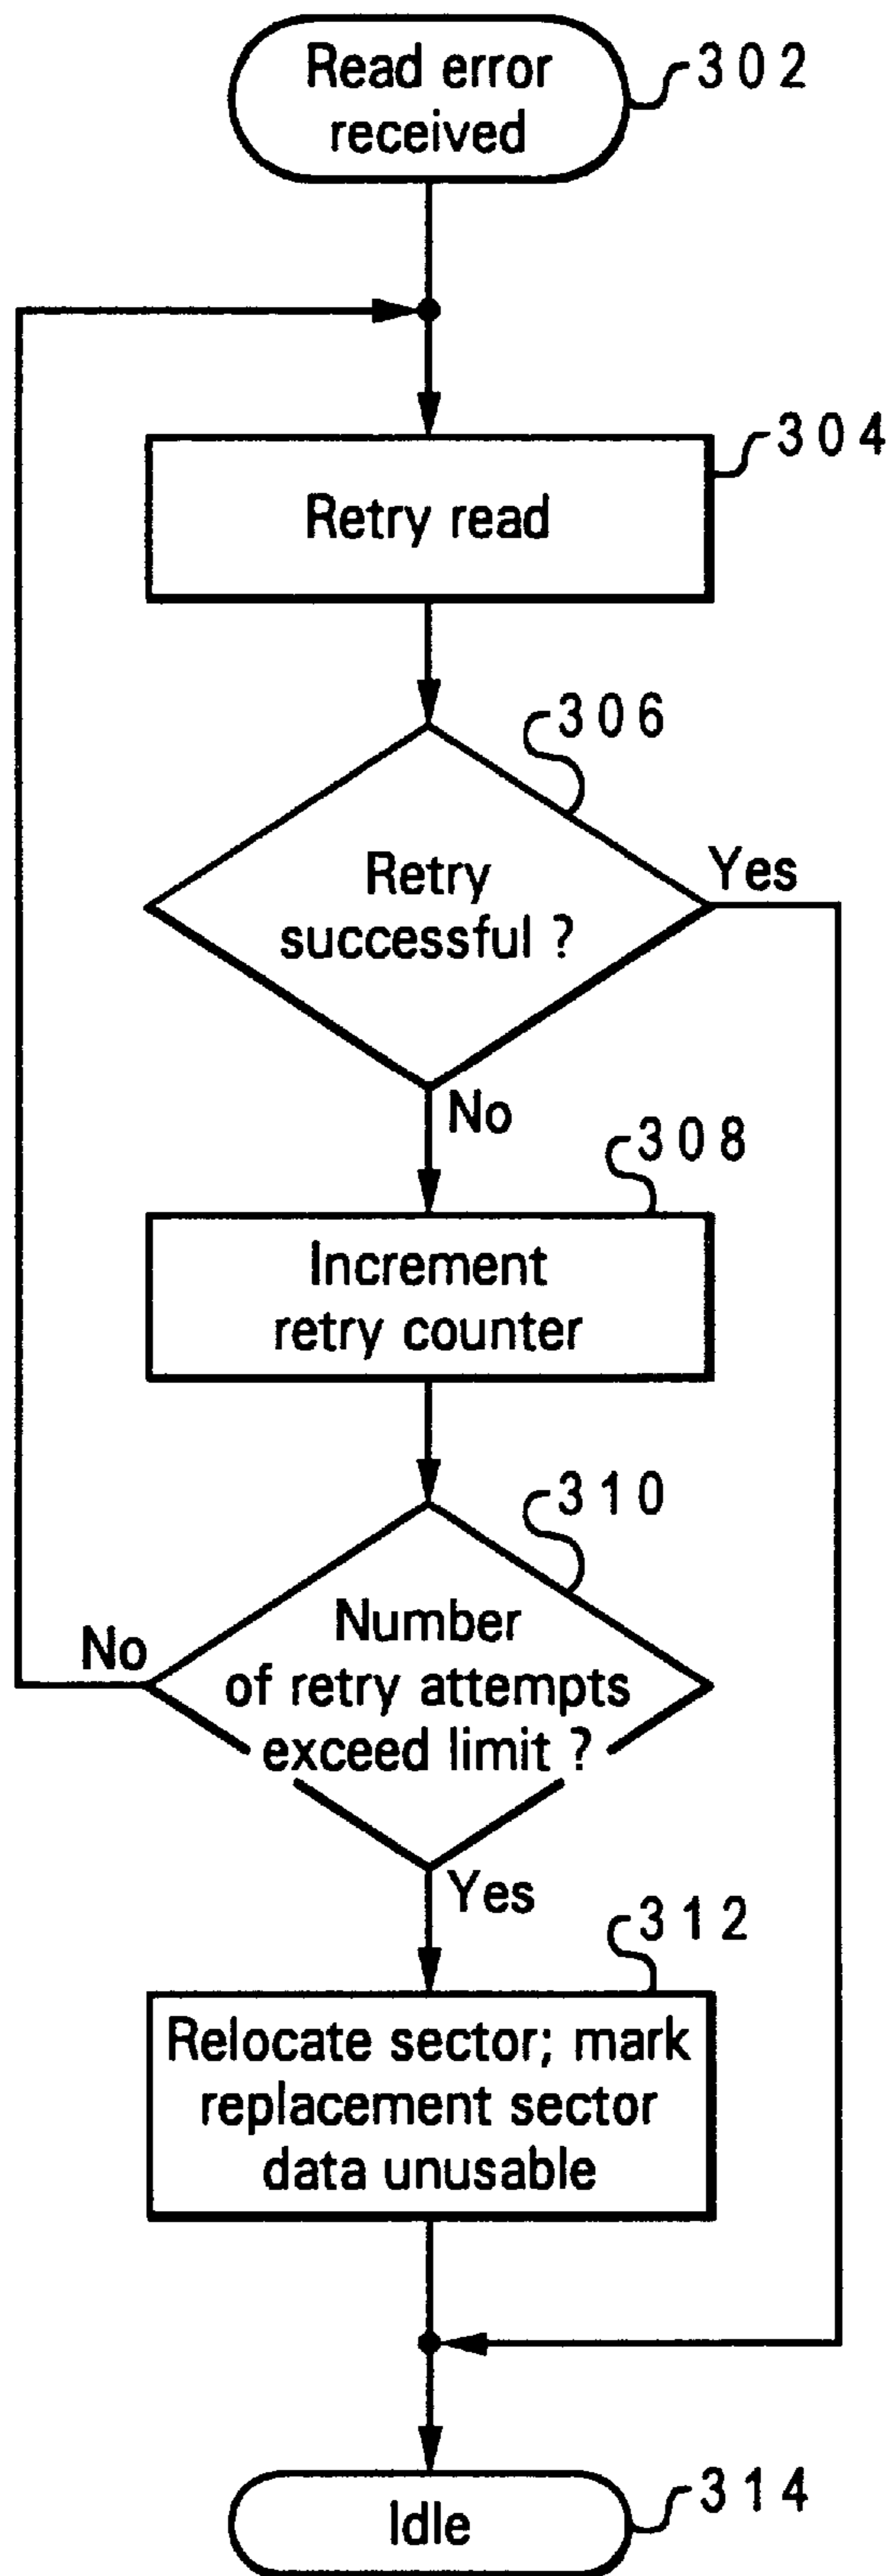 Read error
received
302
304
Retry read
306
Retry
successful ?
Yes
No
308
Increment
retry counter
310
Number
of retry attempts
exceed limit ?
No
Yes
312
Relocate sector; mark
replacement sector
data unusable
Idle
314